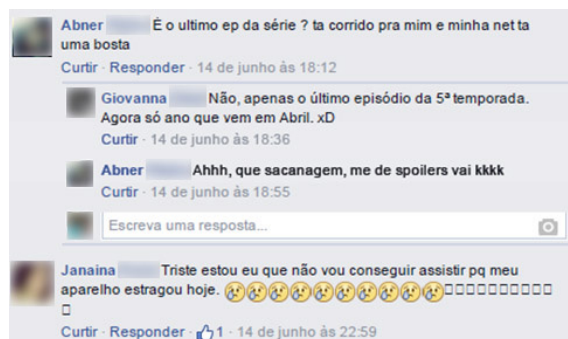 Abner É o ultimo ep da série ? ta corrido pra mim e minha net ta
uma bosta
Curtir · Responder · 14 de junho às 18:12
Giovanna Não, apenas o último episódio da 5ª temporada.
Agora só ano que vem em Abril. xD
Curtir · 14 de junho às 18:36
Abner Ahhh, que sacanagem, me de spoilers vai kkkk
Curtir · 14 de junho às 18:55
Escreva uma resposta...
Janaina Triste estou eu que não vou conseguir assistir pq meu
aparelho estragou hoje.
Curtir · Responder · 1 · 14 de junho às 22:59